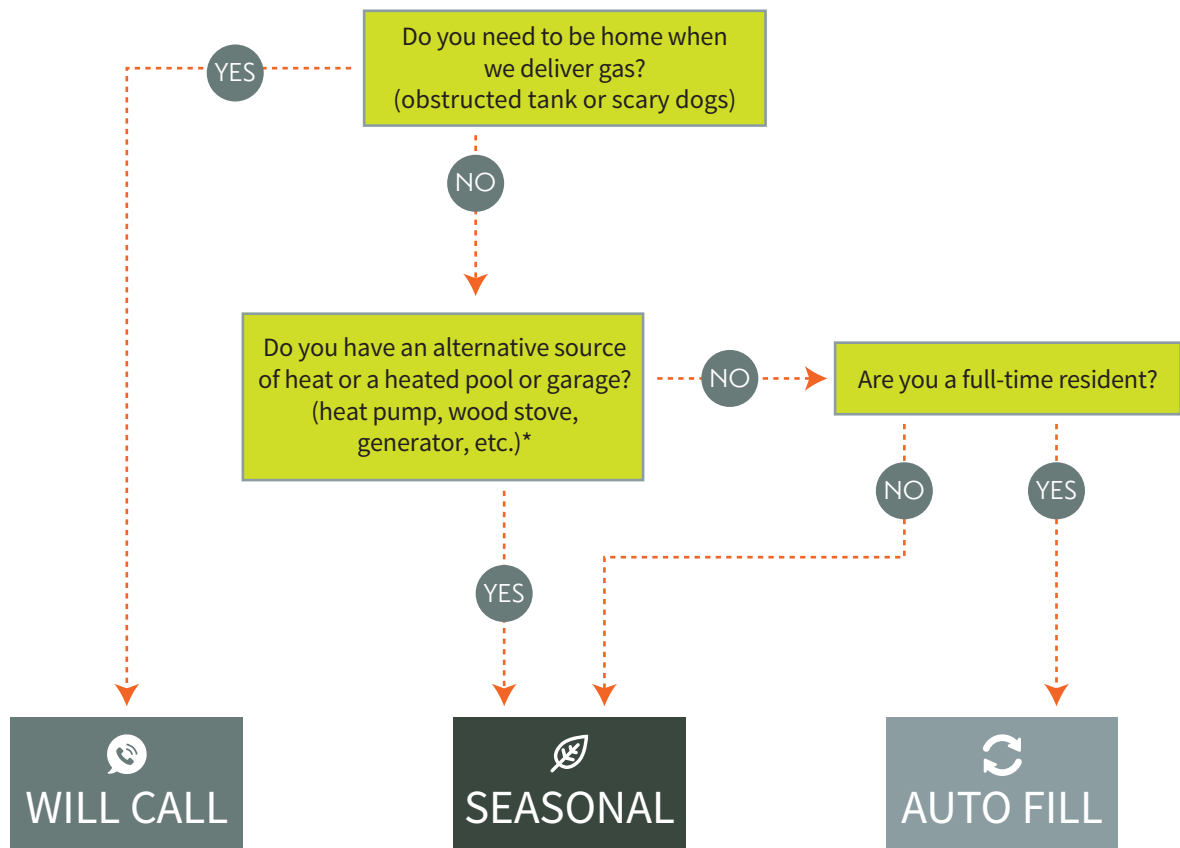 Do you need to be home when
we deliver gas?
(obstructed tank or scary dogs)
YES
NO
Do you have an alternative source
of heat or a heated pool or garage?
(heat pump, wood stove,
generator, etc.)*
NO
Are you a full-time resident?
NO
YES
YES
WILL CALL
SEASONAL
AUTO FILL